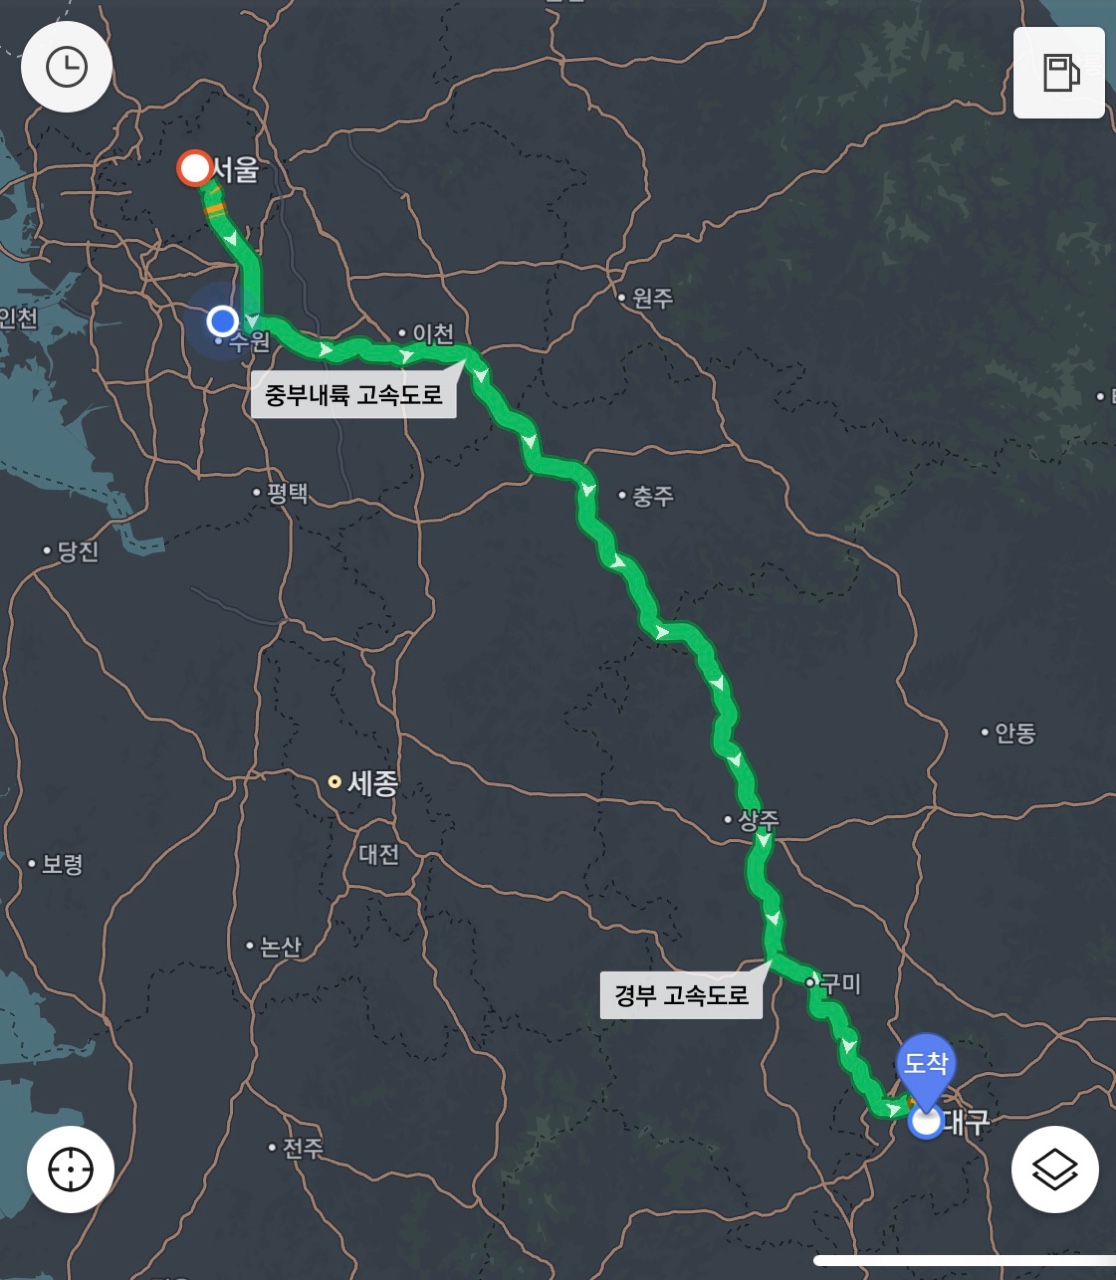 서울
인천
수원
원주
이천
중부내륙 고속도로
평택
충주
당진
안동
세종
상주
대전
보령
논산
구미
경부 고속도로
도착
대구
전주